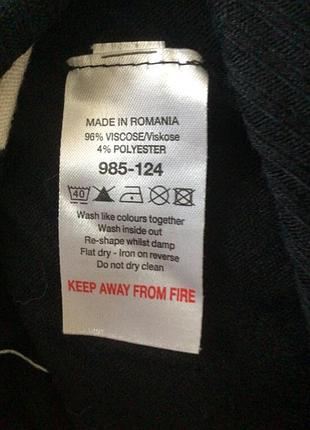 MADE IN ROMANIA
96% VISCOSE/Viskose
4% POLYESTER
985-124
40
Wash like colours together
Wash inside out
Re-shape whilst damp
Flat dry - Iron on reverse
Do not dry clean
KEEP AWAY FROM FIRE